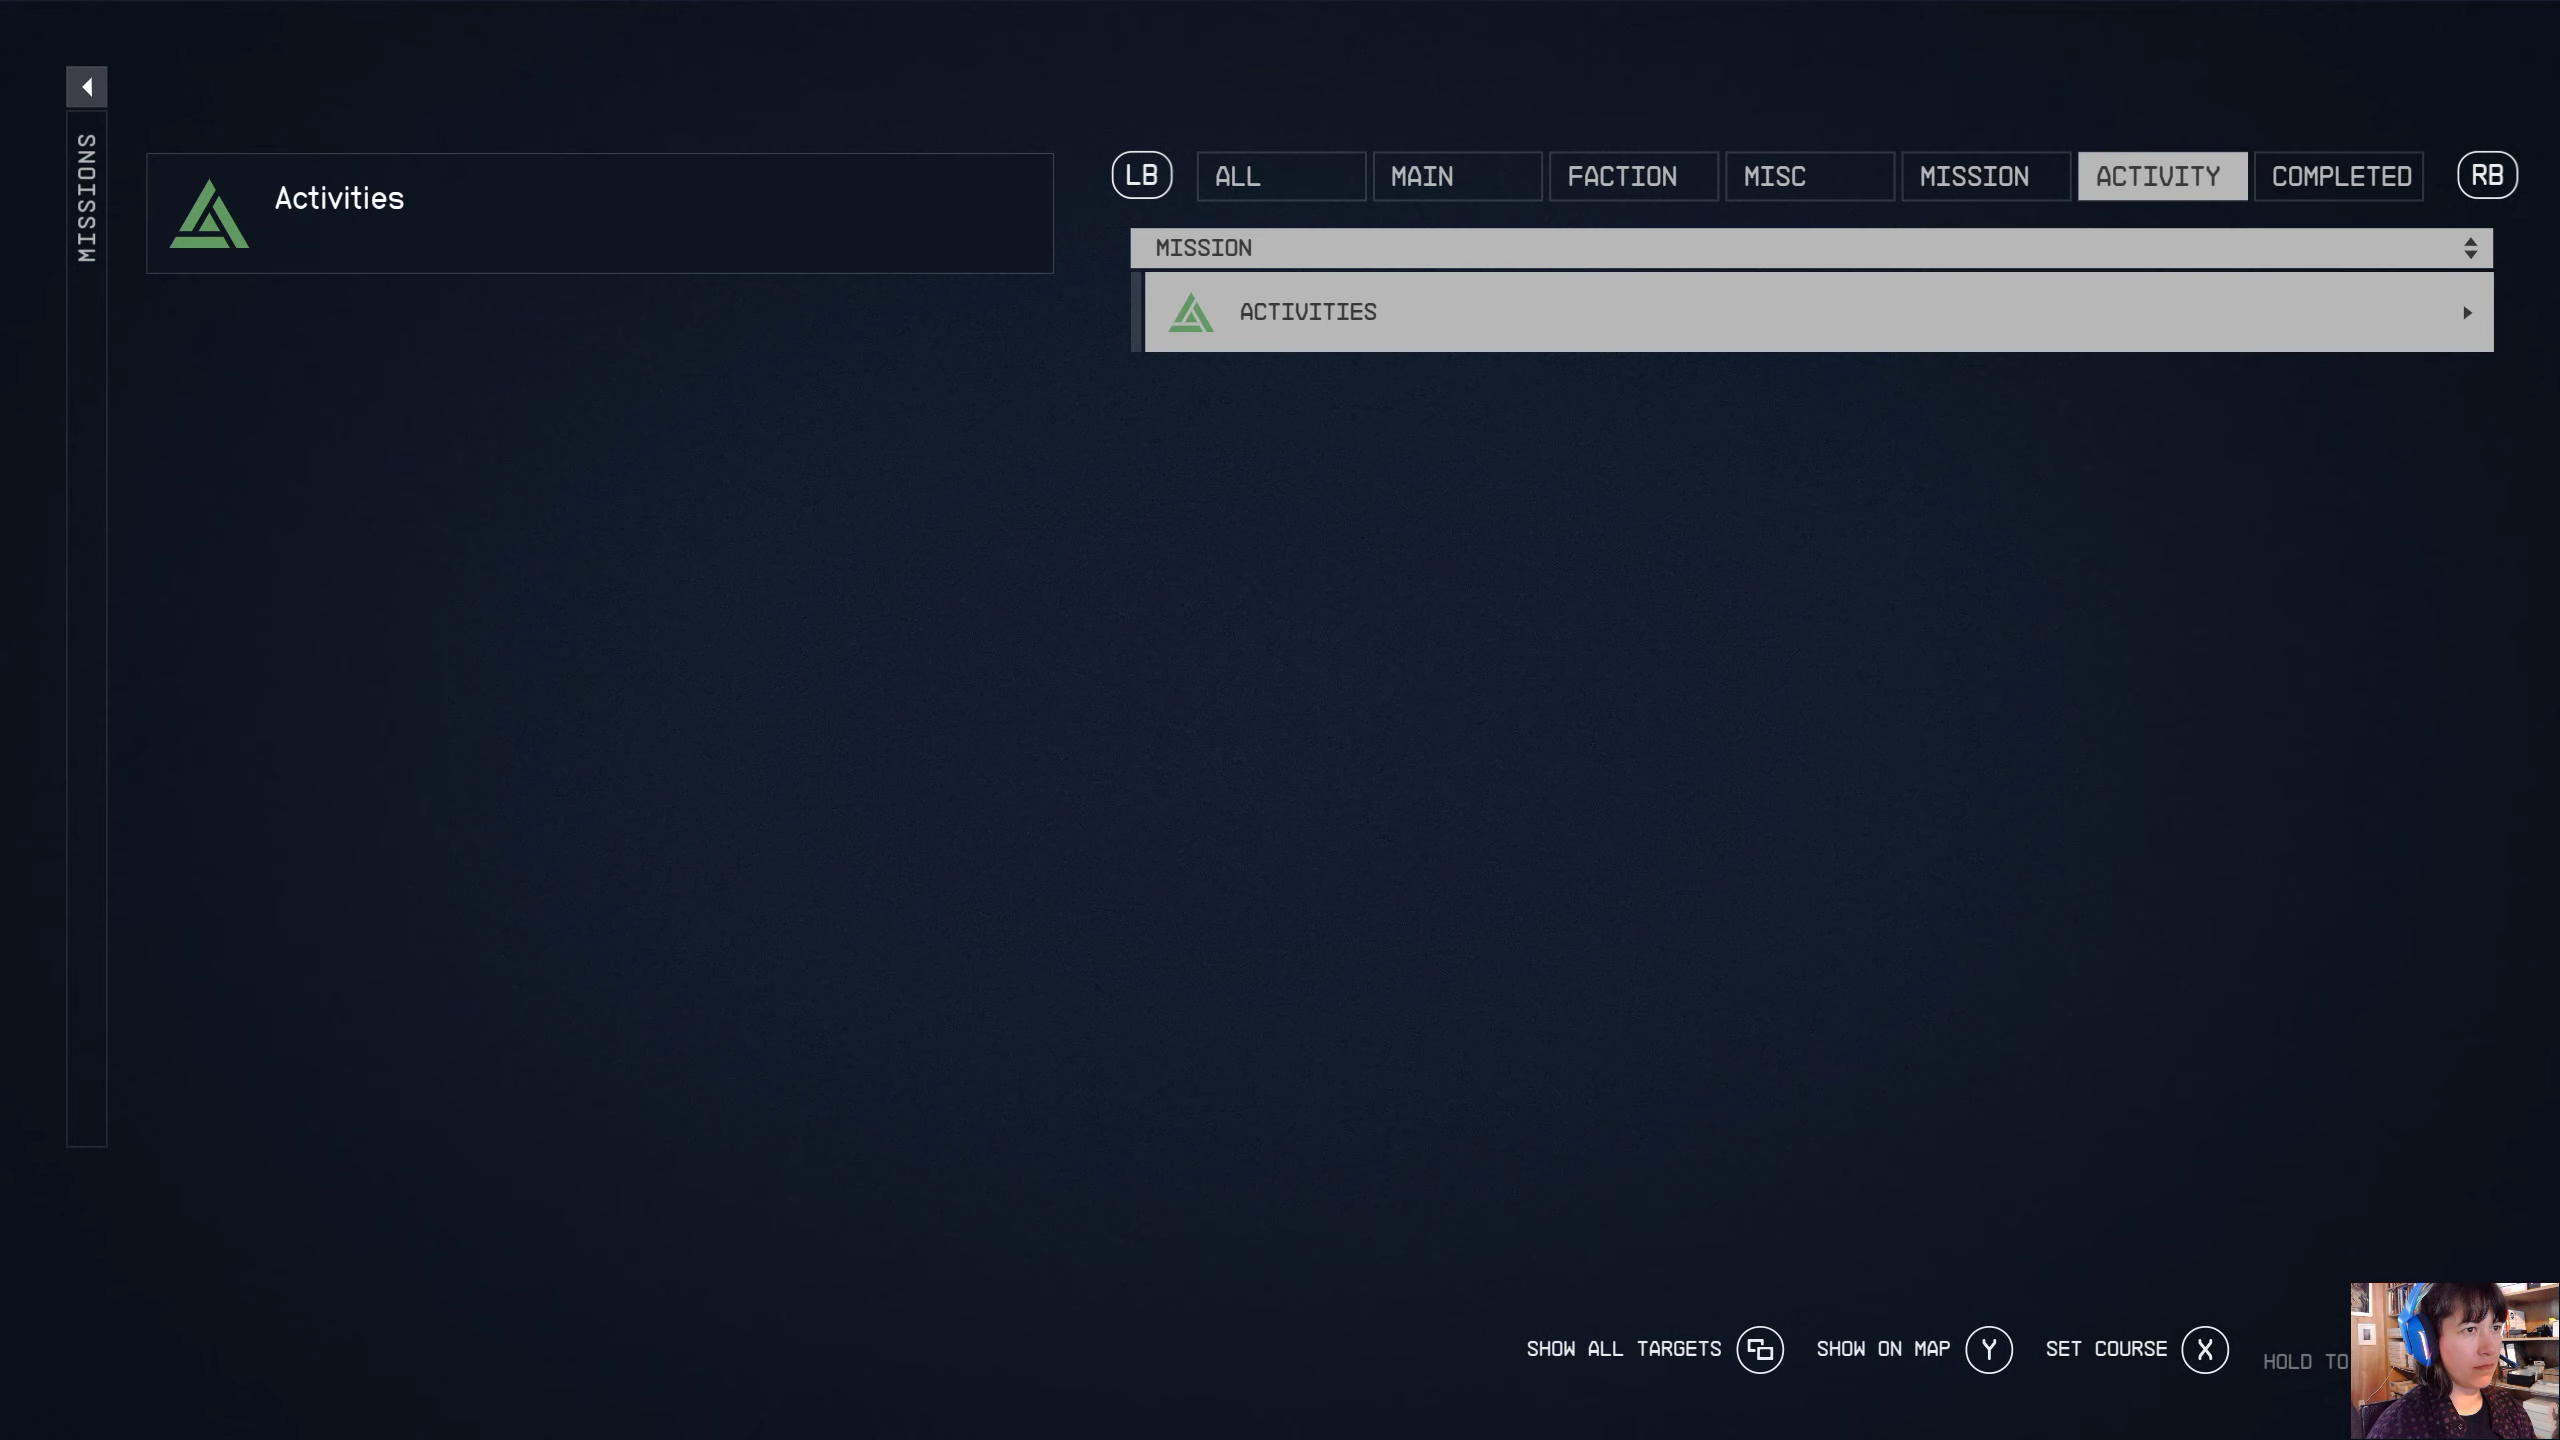 MISSIONS
Activities
LB ALL MAIN FACTION MISC MISSION ACTIVITY COMPLETED RB
MISSION
ACTIVITIES
SHOW ALL TARGETS SHOW ON MAP Y SET COURSE X HOLD TO